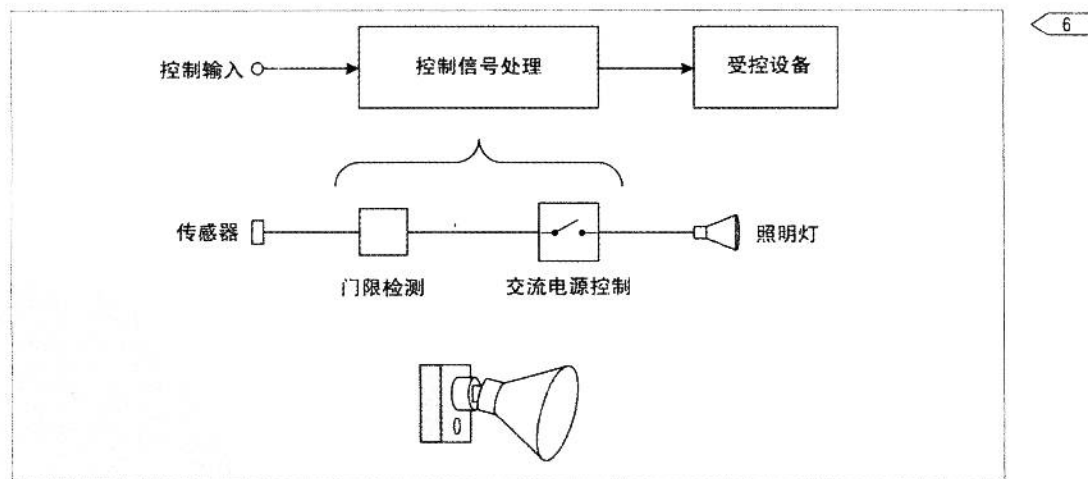 6
控制输入
控制信号处理
受控设备
传感器
照明灯
门限检测
交流电源控制